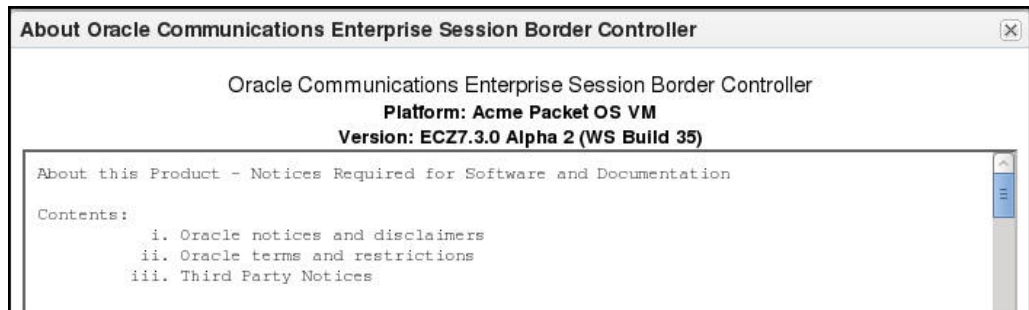 About Oracle Communications Enterprise Session Border Controller
Oracle Communications Enterprise Session Border Controller
Platform: Acme Packet OS VM
Version: ECZ7.3.0 Alpha 2 (WS Build 35)
About this Product - Notices Required for Software and Documentation
Contents:
i. Oracle notices and disclaimers
ii. Oracle terms and restrictions
iii. Third Party Notices